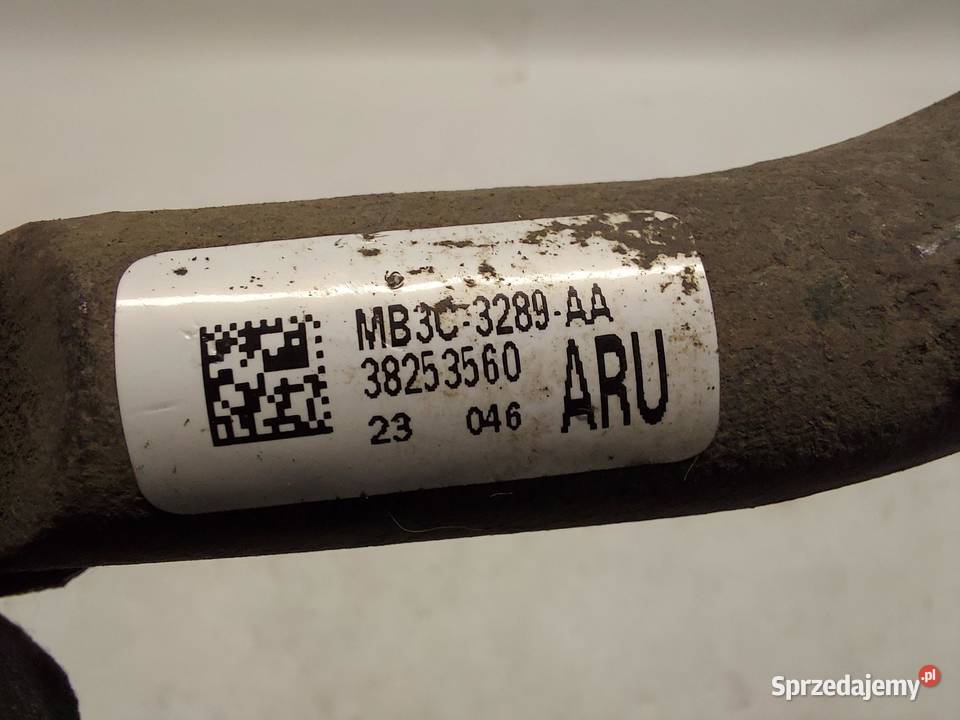 MB3C-3289-AA
38253560
23 046
ARU
Sprzedajemy.pl